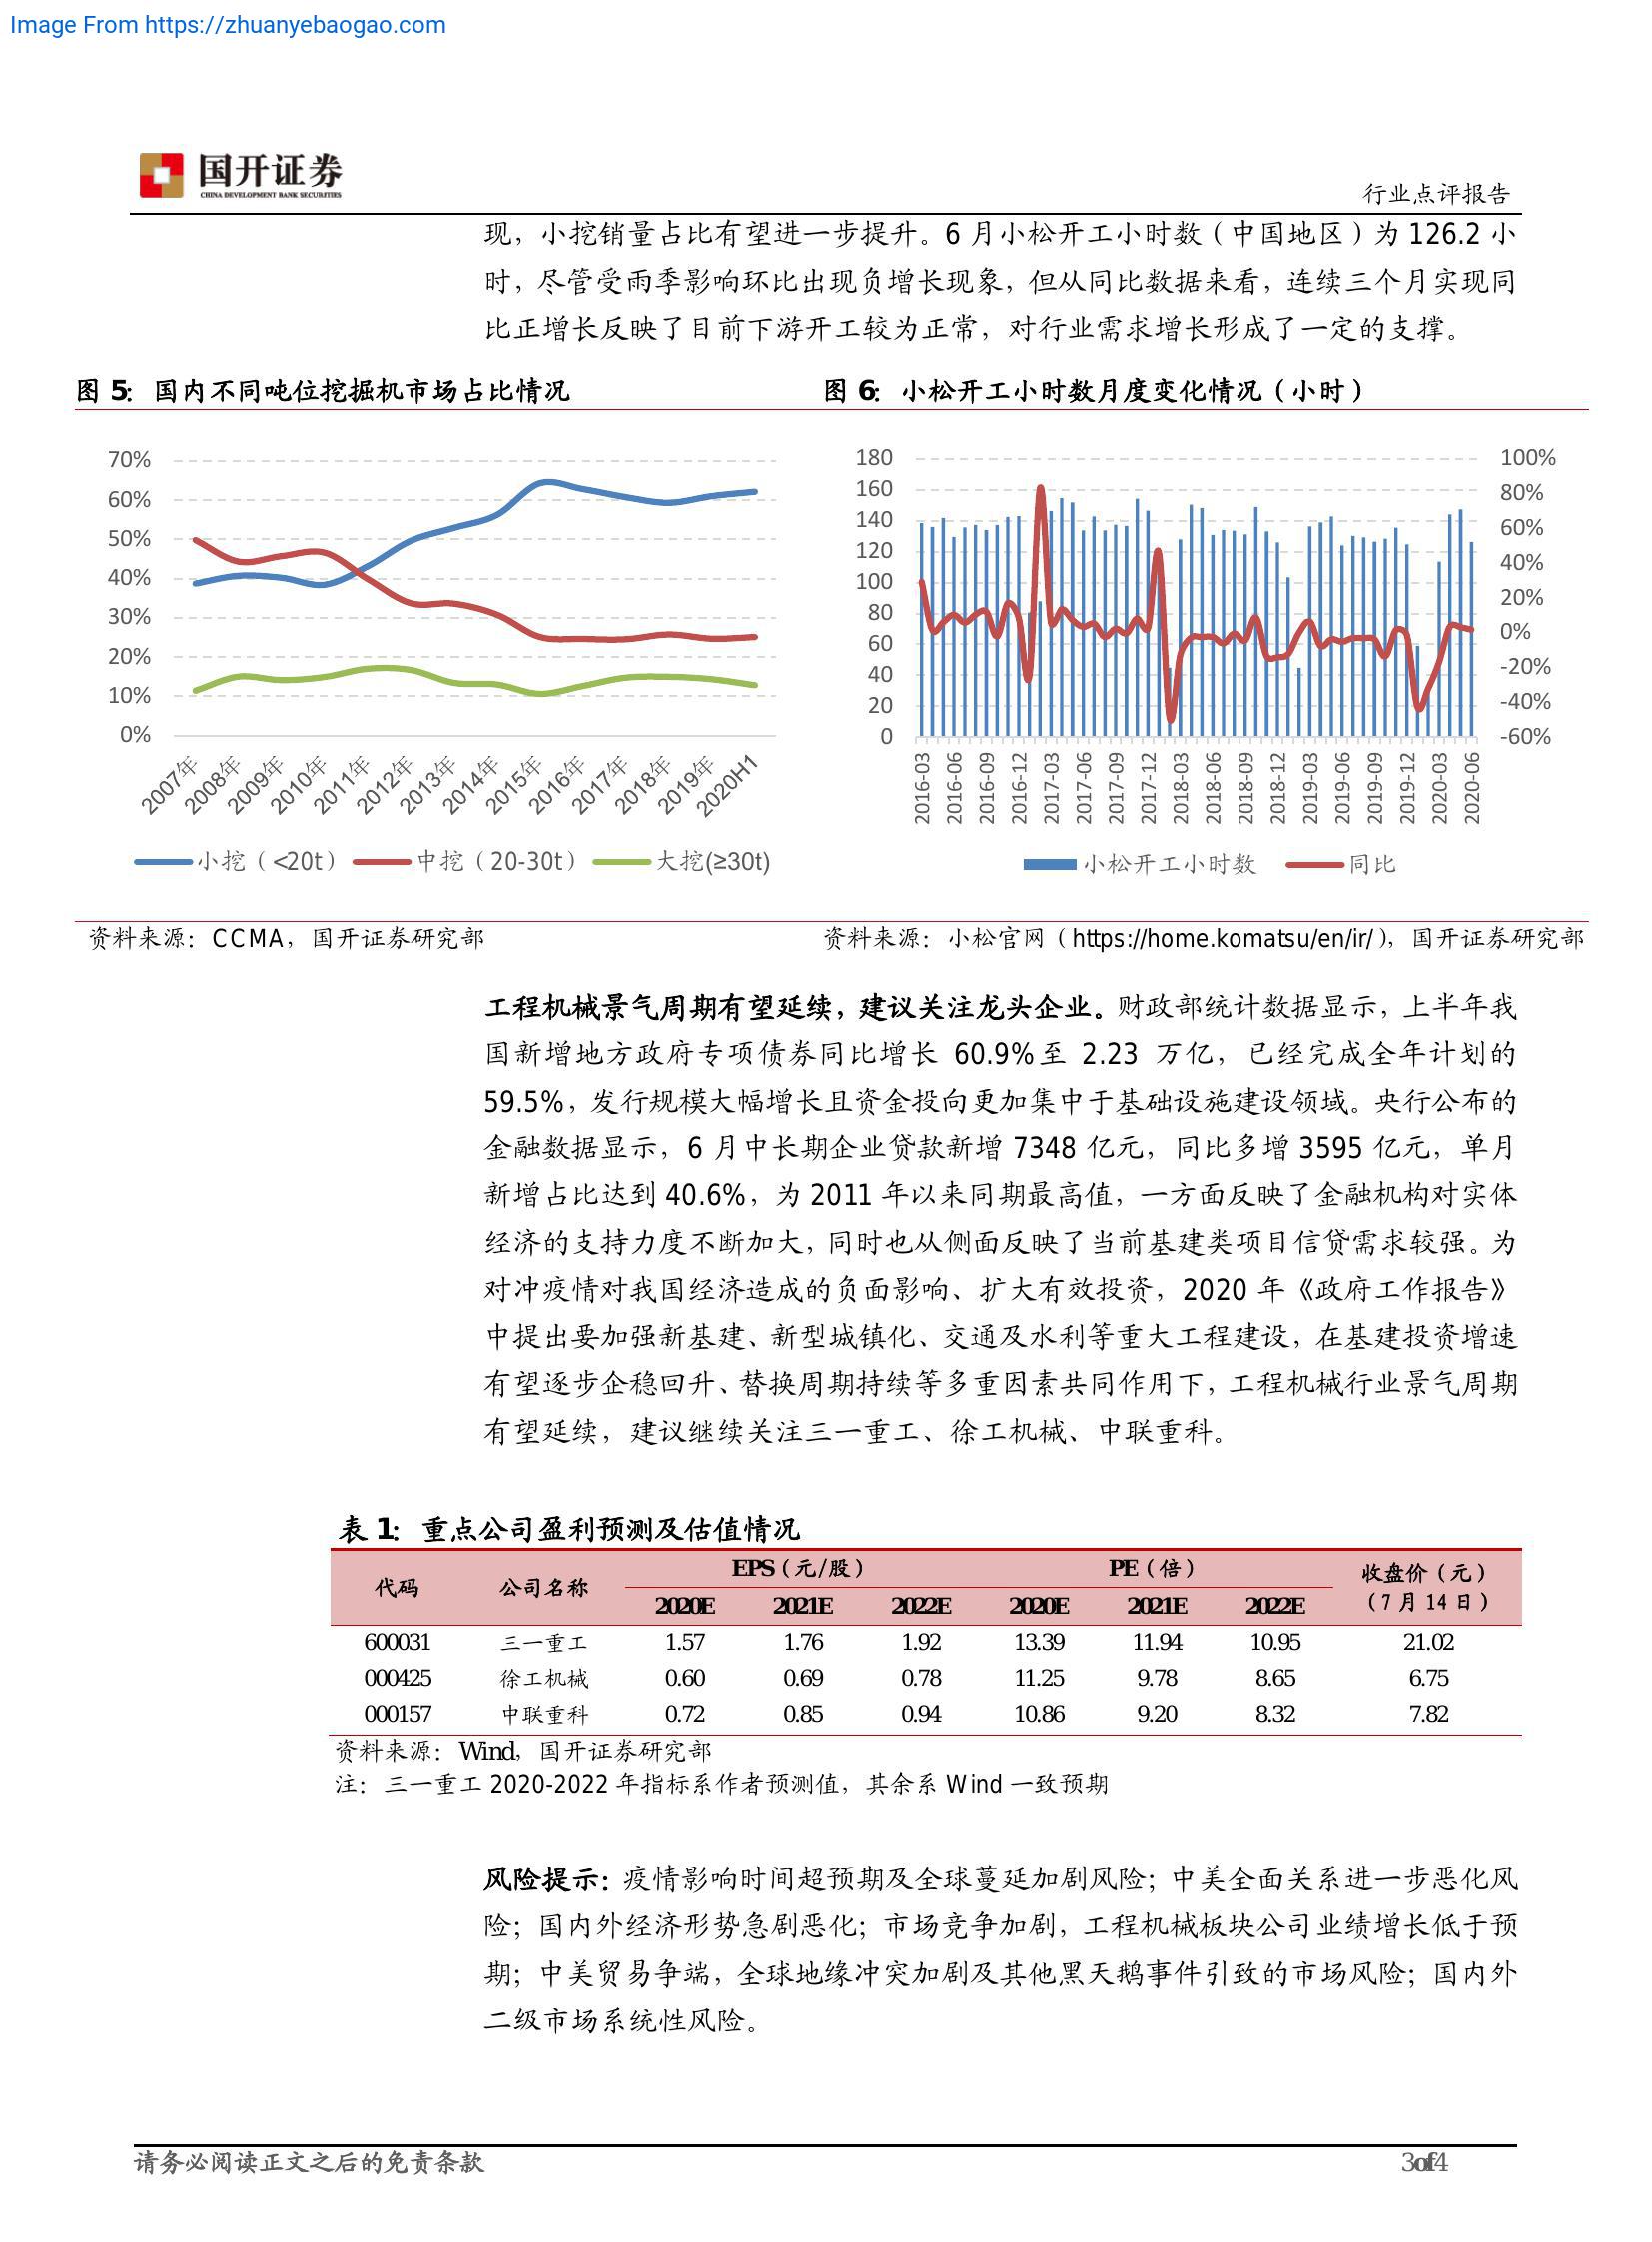 Image From https://zhuanyebaogao.com
国开证券
CHINA DEVELOPMENT BANK SECURITIES
行业点评报告
现，小挖销量占比有望进一步提升。6 月小松开工小时数（中国地区）为 126.2 小
时，尽管受雨季影响环比出现负增长现象，但从同比数据来看，连续三个月实现同
比正增长反映了目前下游开工较为正常，对行业需求增长形成了一定的支撑。
图 5：国内不同吨位挖掘机市场占比情况
70%
60%
50%
40%
30%
20%
10%
0%
2007年 2008年 2009年 2010年 2011年 2012年 2013年 2014年 2015年 2016年 2017年 2018年 2019年 2020H1
小挖（<20t） 中挖（20-30t） 大挖(≥30t)
资料来源：CCMA，国开证券研究部
图 6：小松开工小时数月度变化情况（小时）
180 100%
160 80%
140 60%
120 40%
100 20%
80 0%
60 -20%
40 -40%
20 -60%
0
2016-03 2016-06 2016-09 2016-12 2017-03 2017-06 2017-09 2017-12 2018-03 2018-06 2018-09 2018-12 2019-03 2019-06 2019-09 2019-12 2020-03 2020-06
小松开工小时数 同比
资料来源：小松官网（https://home.komatsu/en/ir/），国开证券研究部
工程机械景气周期有望延续，建议关注龙头企业。财政部统计数据显示，上半年我
国新增地方政府专项债券同比增长 60.9%至 2.23 万亿，已经完成全年计划的
59.5%，发行规模大幅增长且资金投向更加集中于基础设施建设领域。央行公布的
金融数据显示，6 月中长期企业贷款新增 7348 亿元，同比多增 3595 亿元，单月
新增占比达到 40.6%，为 2011 年以来同期最高值，一方面反映了金融机构对实体
经济的支持力度不断加大，同时也从侧面反映了当前基建类项目信贷需求较强。为
对冲疫情对我国经济造成的负面影响、扩大有效投资，2020 年《政府工作报告》
中提出要加强新基建、新型城镇化、交通及水利等重大工程建设，在基建投资增速
有望逐步企稳回升、替换周期持续等多重因素共同作用下，工程机械行业景气周期
有望延续，建议继续关注三一重工、徐工机械、中联重科。
表 1：重点公司盈利预测及估值情况
代码 公司名称 EPS（元/股） PE（倍） 收盘价（元）
（7 月 14 日）
2020E 2021E 2022E 2020E 2021E 2022E
600031 三一重工 1.57 1.76 1.92 13.39 11.94 10.95 21.02
000425 徐工机械 0.60 0.69 0.78 11.25 9.78 8.65 6.75
000157 中联重科 0.72 0.85 0.94 10.86 9.20 8.32 7.82
资料来源：Wind，国开证券研究部
注：三一重工 2020-2022 年指标系作者预测值，其余系 Wind 一致预期
风险提示：疫情影响时间超预期及全球蔓延加剧风险；中美全面关系进一步恶化风
险；国内外经济形势急剧恶化；市场竞争加剧，工程机械板块公司业绩增长低于预
期；中美贸易争端，全球地缘冲突加剧及其他黑天鹅事件引致的市场风险；国内外
二级市场系统性风险。
请务必阅读正文之后的免责条款
3of4